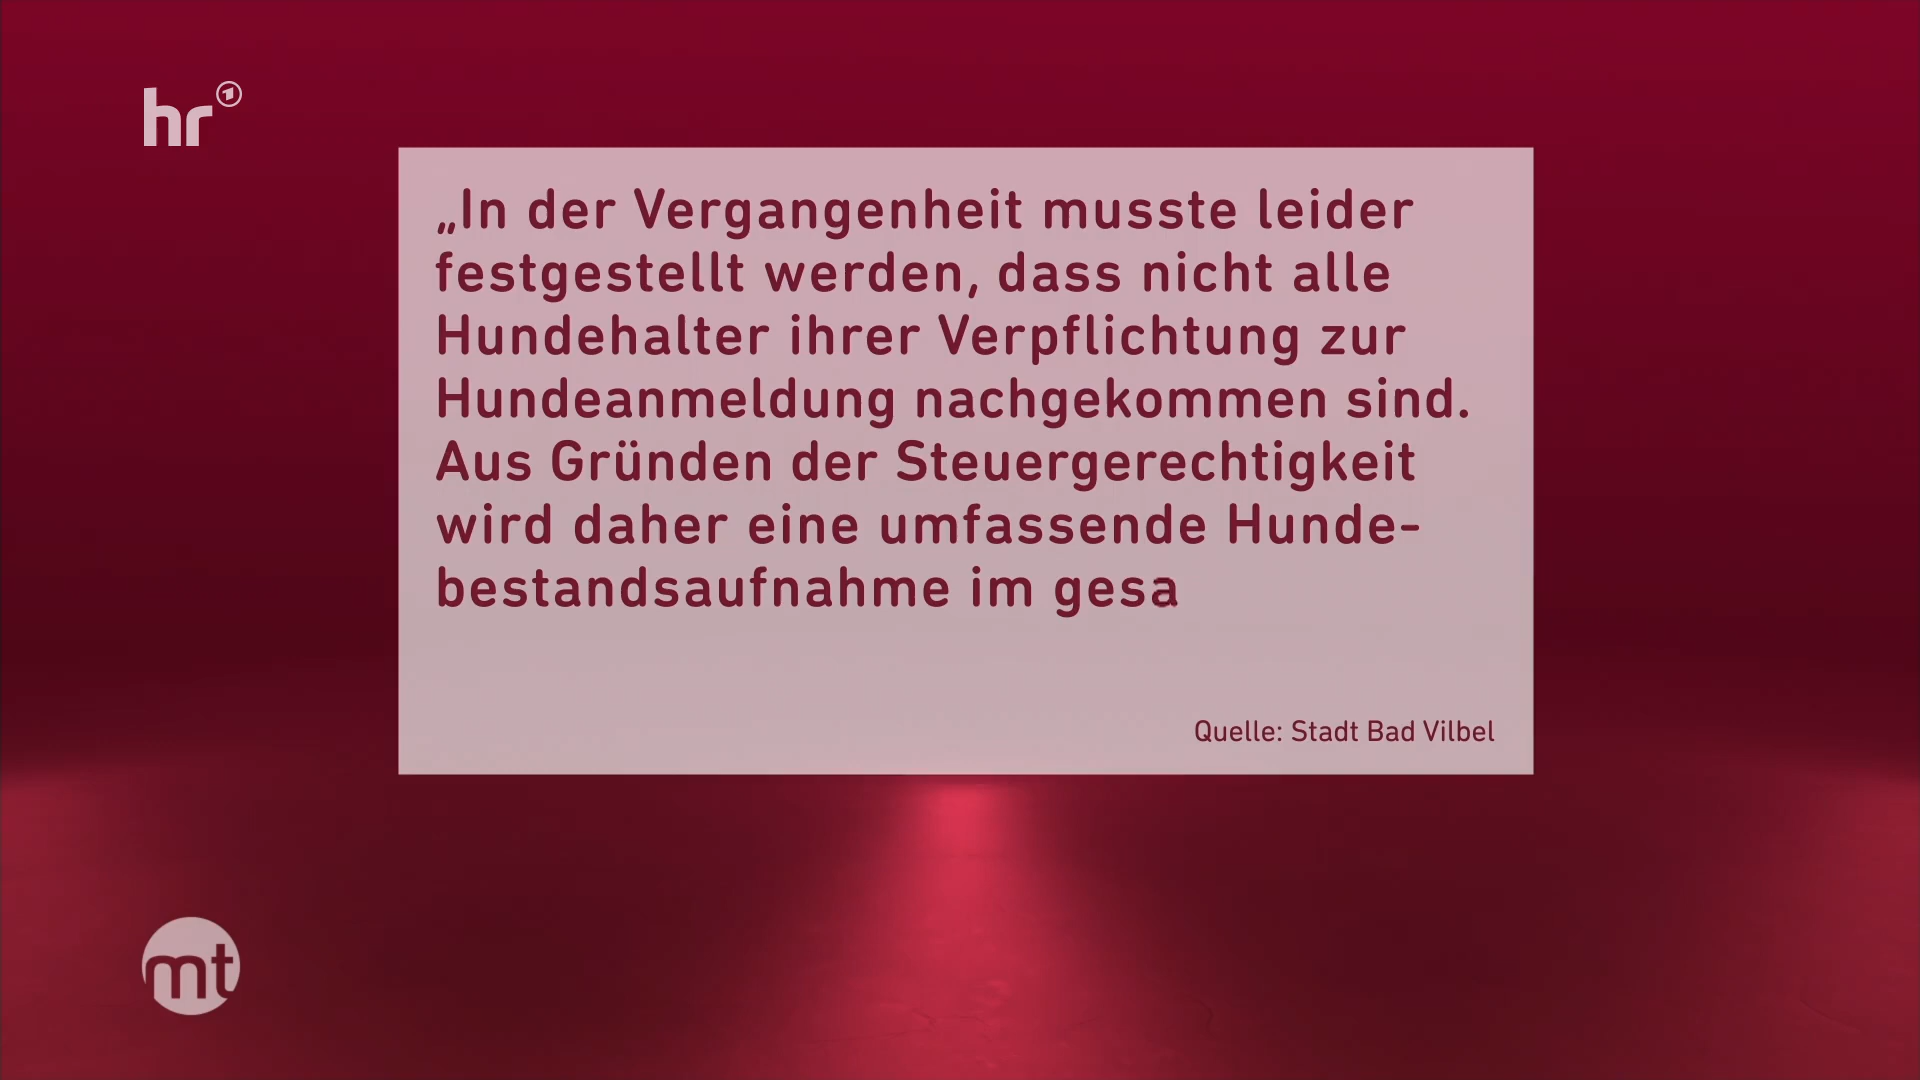 hr
„In der Vergangenheit musste leider
festgestellt werden, dass nicht alle
Hundehalter ihrer Verpflichtung zur
Hundeanmeldung nachgekommen sind.
Aus Gründen der Steuergerechtigkeit
wird daher eine umfassende Hunde-
bestandsaufnahme im gesa
Quelle: Stadt Bad Vilbel
mt